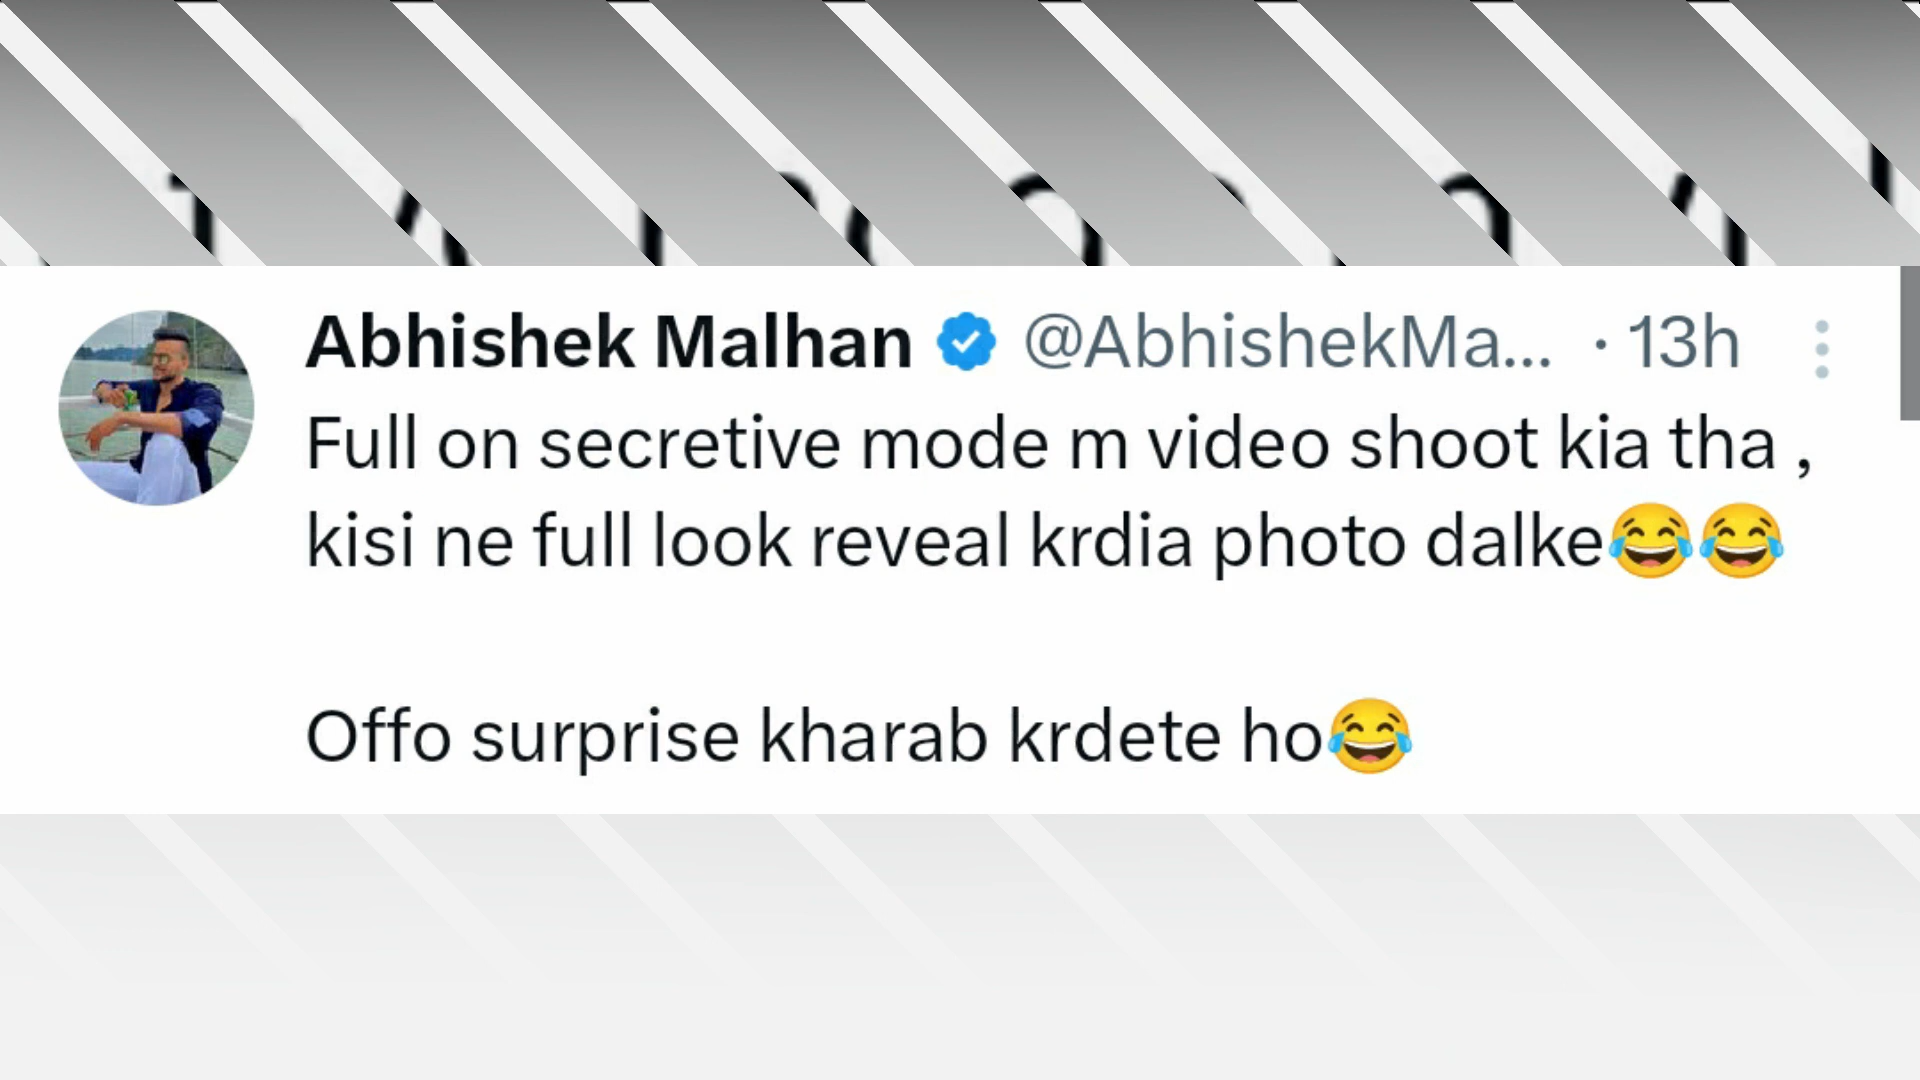 Abhishek Malhan @AbhishekMa... · 13h
Full on secretive mode m video shoot kia tha ,
kisi ne full look reveal krdia photo dalke😂😂
Offo surprise kharab krdete ho😂